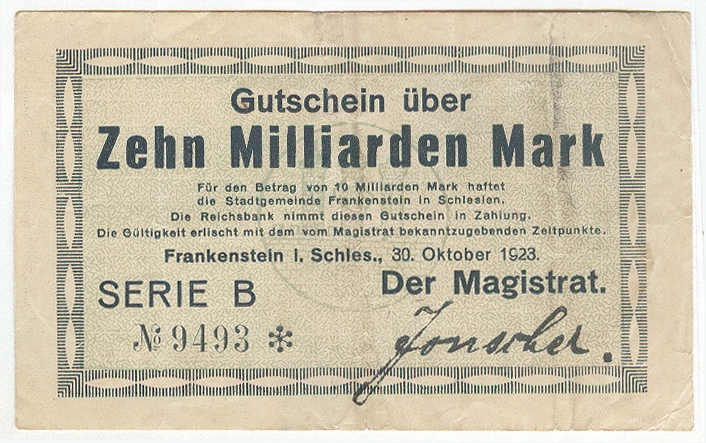 Gutschein über
Zehn Milliarden Mark
Für den Betrag von 10 Milliarden Mark haftet
die Stadtgemeinde Frankenstein in Schlesien.
Die Reichsbank nimmt diesen Gutschein in Zahlung.
Die Gültigkeit erlischt mit dem vom Magistrat bekanntzugebenden Zeitpunkte.
Frankenstein i. Schles., 30. Oktober 1923.
SERIE B
Der Magistrat.
№ 9493 ✻
Jonscher.